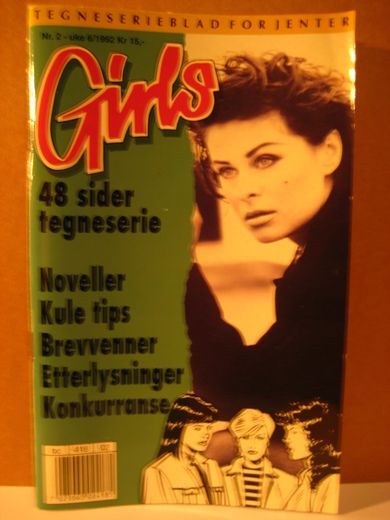 TEGNESERIEBLAD FOR JENTER
Nr. 2 - uke 6/1992 Kr 15,-
Girls
48 sider
tegneserie
Noveller
Kule tips
Brevvenner
Etterlysninger
Konkurranse